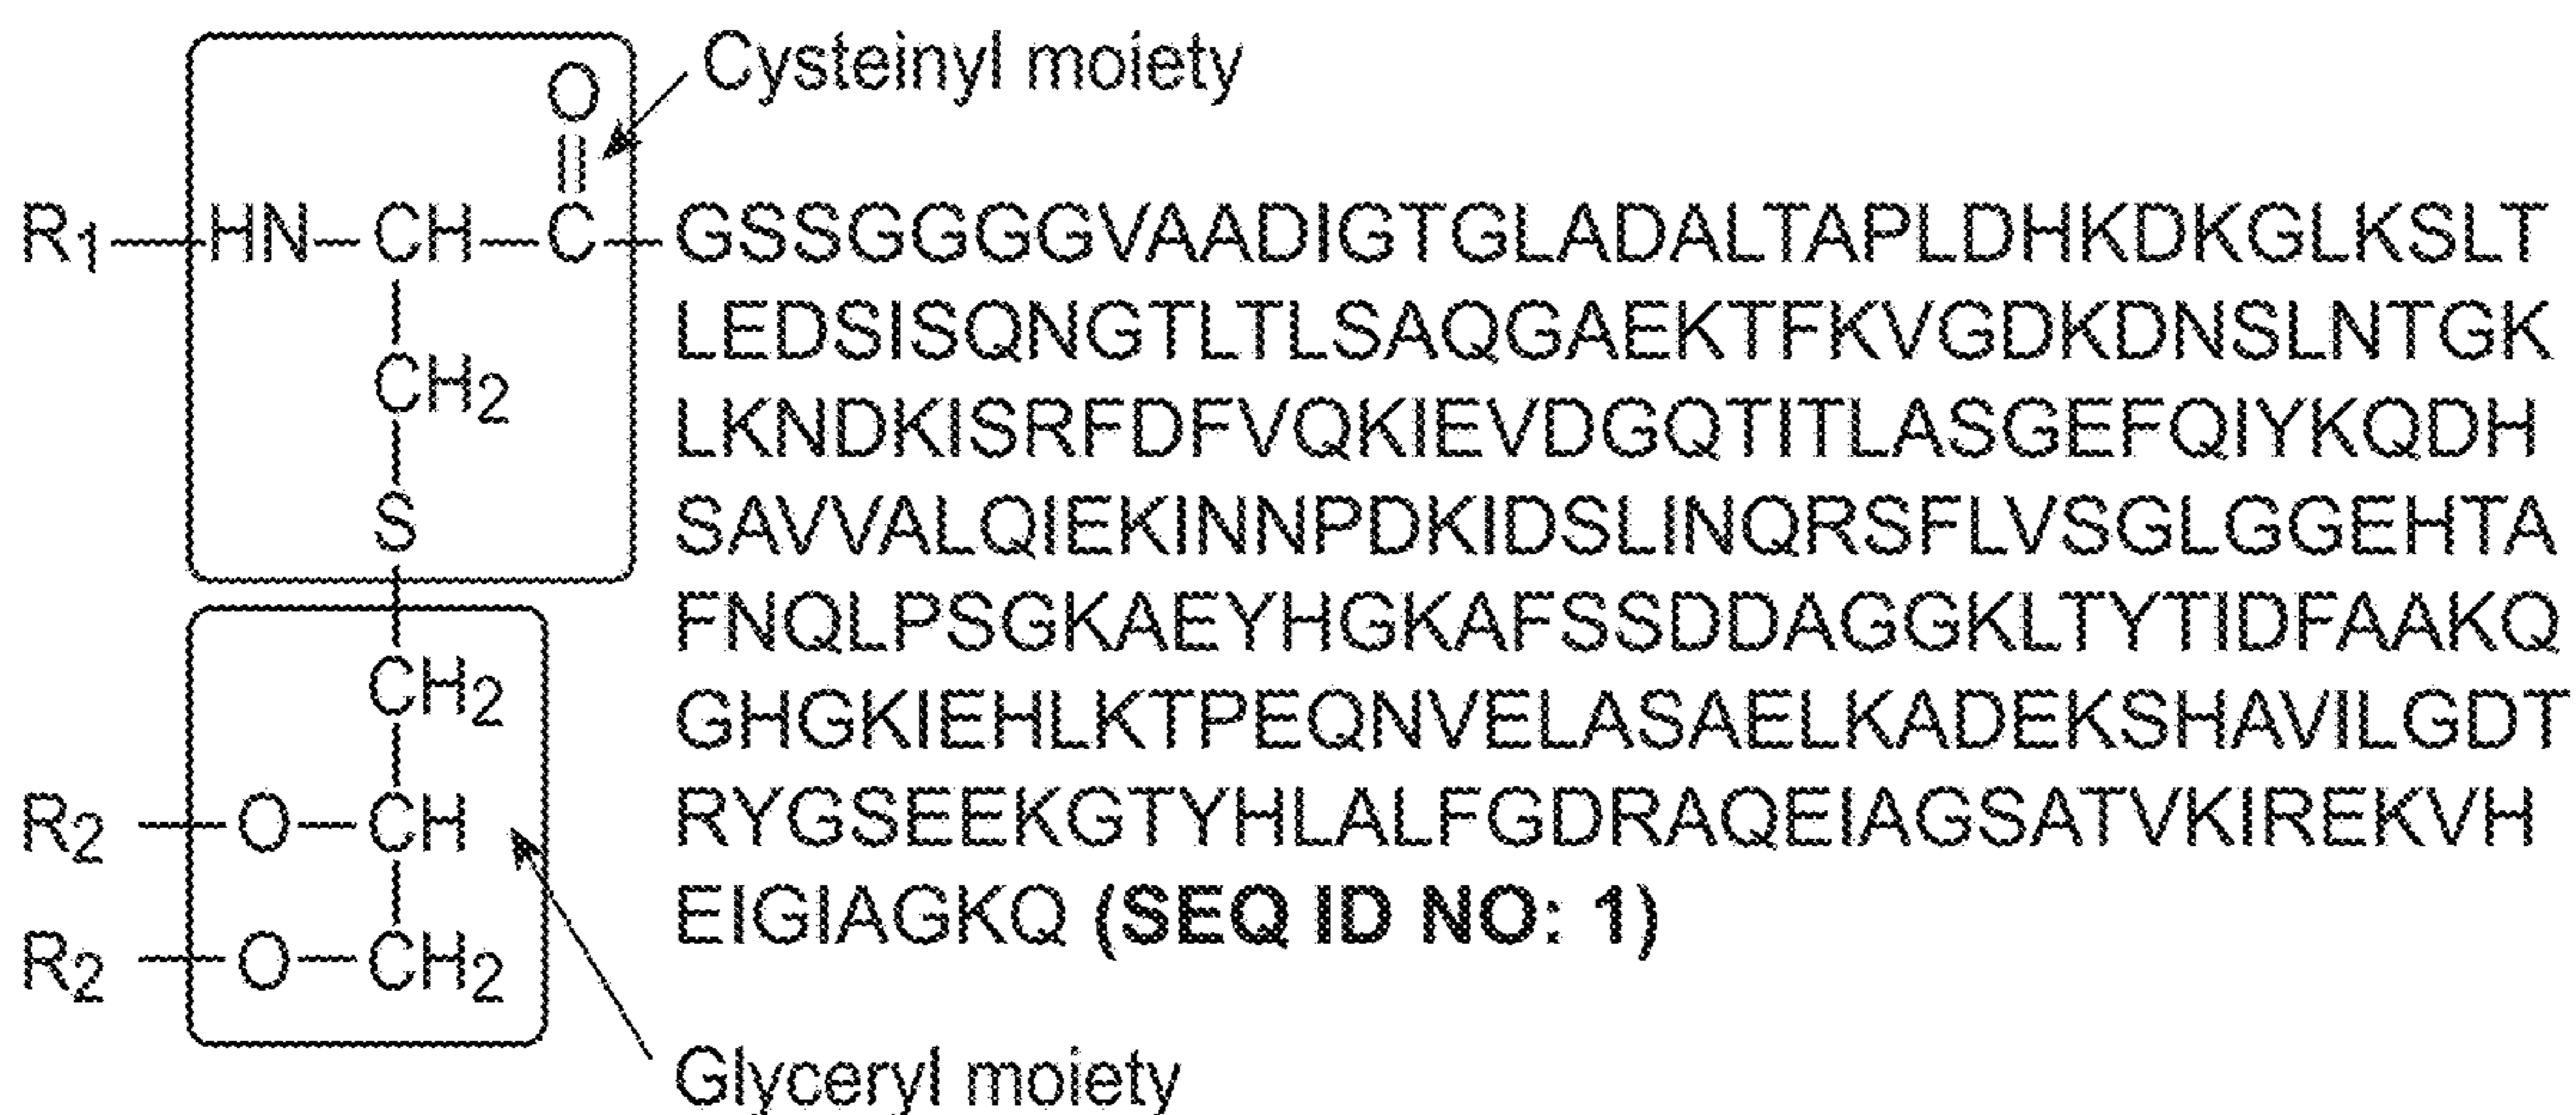 Cysteinyl moiety
O
R1 HN CH C GSSGGGGVAADIGTGLADALTAPLDHKDKGLKSLT
LEDSISQNGTLTLSAQGAEKTFKVGDKDNSLNTGK
CH2 LKNDKISRFDFVQKIEVDGQTITLASGEFQIYKQDH
S SAVVALQIEKINNPDKIDSLINQRSFLVSGLGGEHTA
FNQLPSGKAEYHGKAFSSDDAGGKLTYTIDFAAKQ
CH2 GHGKIEHLKTPEQNVELASAELKADEKSHAVILGDT
R2 O CH RYGSEEKGTYHLALFGDRAQEIAGSATVKIREKVH
EIGIAGKQ (SEQ ID NO: 1)
R2 O CH2
Glyceryl moiety